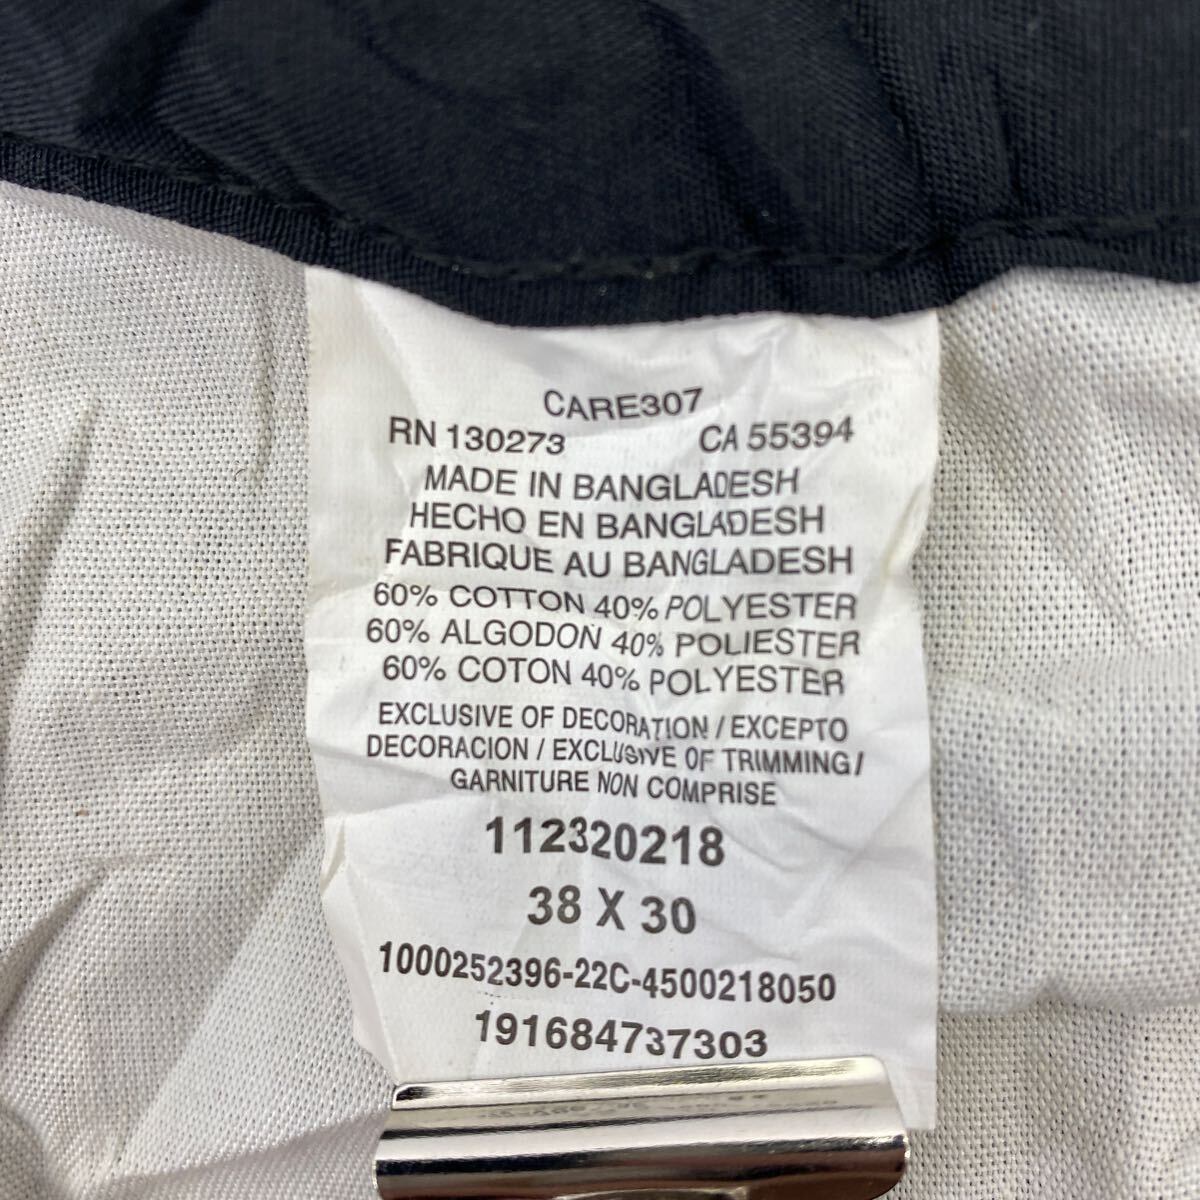 CARE307
RN 130273 CA 55394
MADE IN BANGLADESH
HECHO EN BANGLADESH
FABRIQUE AU BANGLADESH
60% COTTON 40% POLYESTER
60% ALGODON 40% POLIESTER
60% COTON 40% POLYESTER
EXCLUSIVE OF DECORATION / EXCEPTO
DECORACION / EXCLUSIVE OF TRIMMING /
GARNITURE NON COMPRISE
112320218
38 X 30
1000252396-22C-4500218050
191684737303